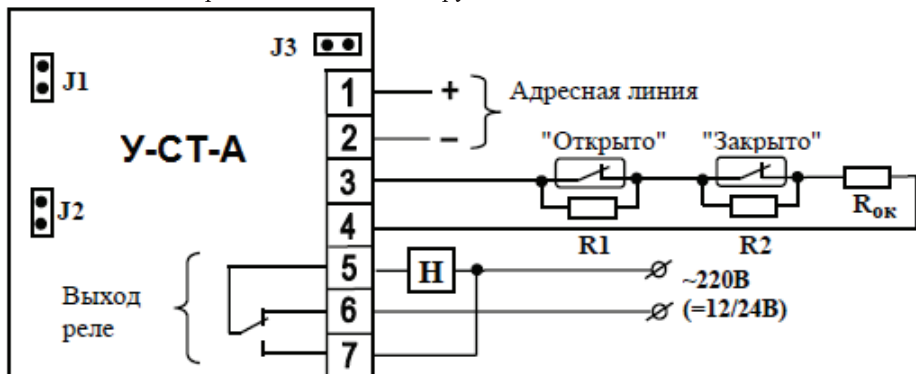 J3
J1
1
+
Адресная линия
2
–
У-СТ-А
"Открыто"
"Закрыто"
3
J2
Rок
4
R1
R2
5
Н
~220В
Выход
реле
6
(=12/24В)
7